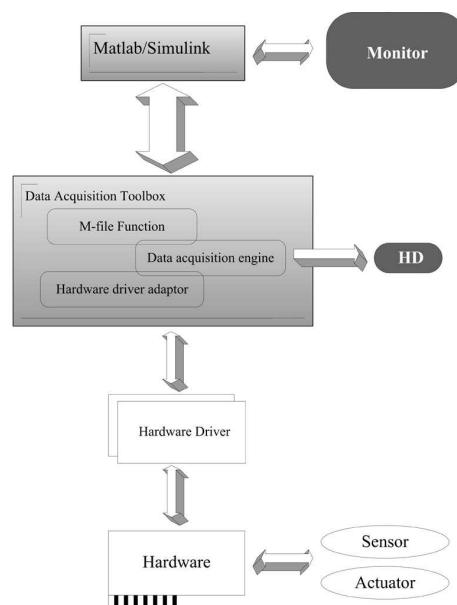 Matlab/Simulink
Monitor
Data Acquisition Toolbox
M-file Function
Data acquisition engine
HD
Hardware driver adaptor
Hardware Driver
Hardware
Sensor
Actuator